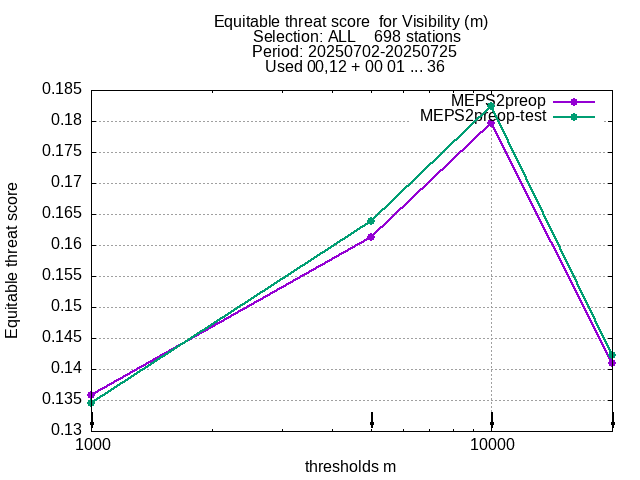 Equitable threat score  for Visibility (m)
Selection: ALL    698 stations
Period: 20250702-20250725
Used 00,12 + 00 01 ... 36
MEPS2preop
MEPS2preop-test
Equitable threat score
0.185
0.18
0.175
0.17
0.165
0.16
0.155
0.15
0.145
0.14
0.135
0.13
1000
10000
thresholds m